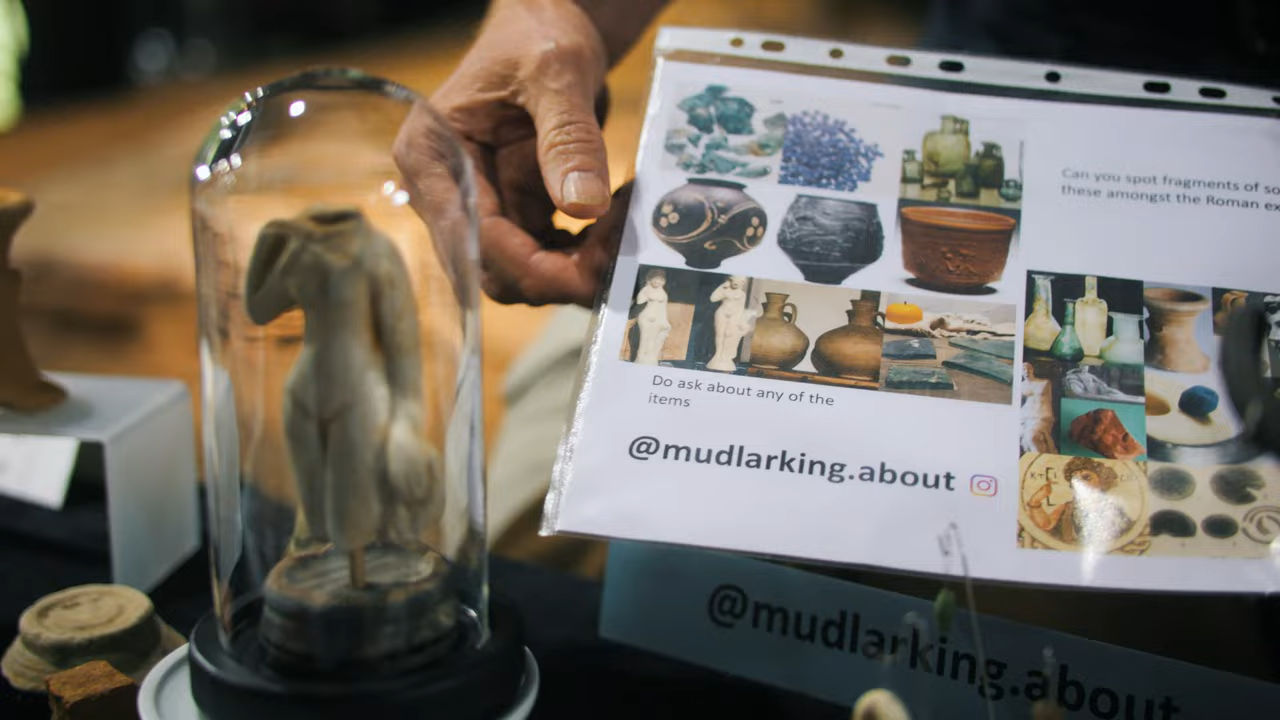 Can you spot fragments of so
these amongst the Roman ex
Do ask about any of the
items
@mudlarking.about
@mudlarking.about